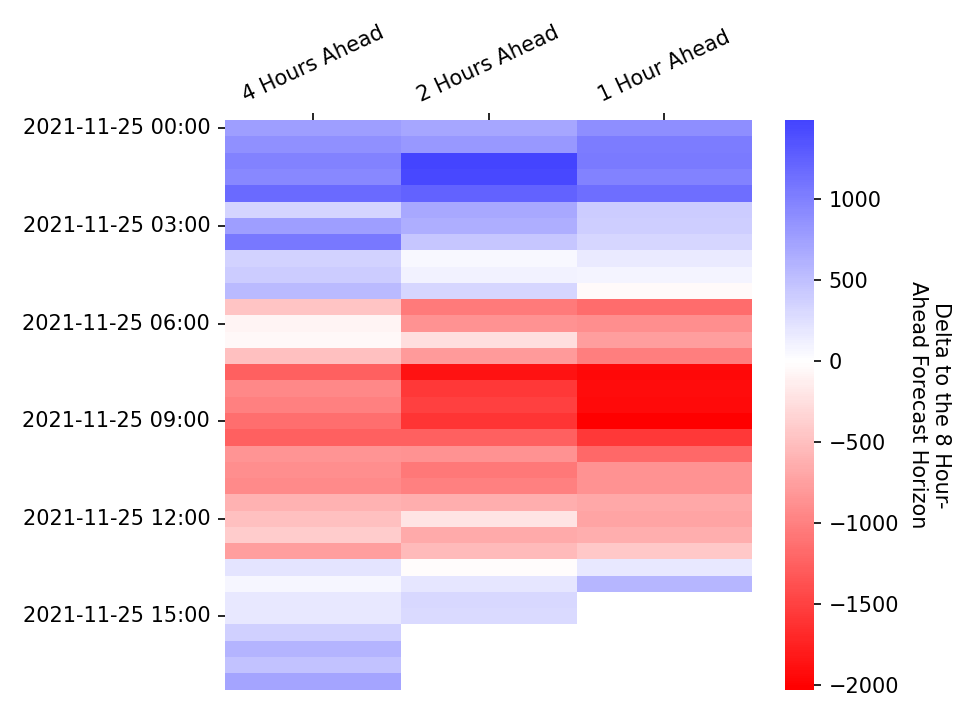 4 Hours Ahead
2 Hours Ahead
1 Hour Ahead
2021-11-25 00:00
2021-11-25 03:00
2021-11-25 06:00
2021-11-25 09:00
2021-11-25 12:00
2021-11-25 15:00
1000
500
0
−500
−1000
−1500
−2000
Delta to the 8 Hour-
Ahead Forecast Horizon